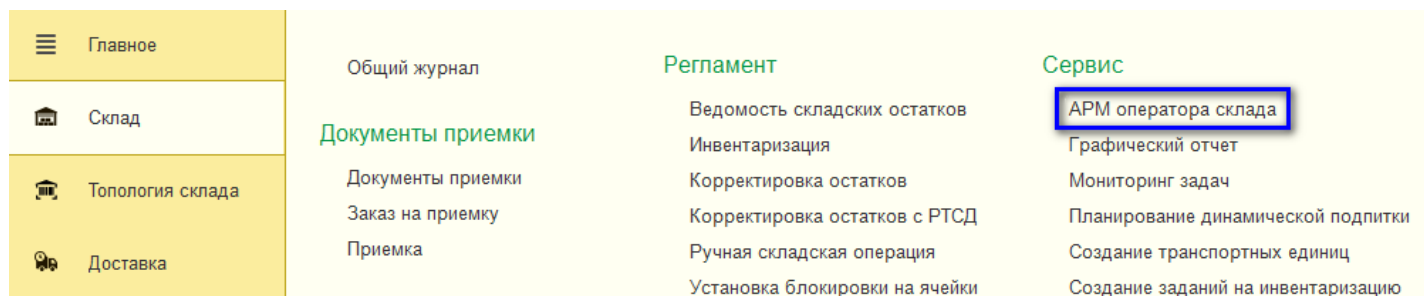 Главное
Склад
Топология склада
Доставка
Общий журнал
Документы приемки
Документы приемки
Заказ на приемку
Приемка
Регламент
Ведомость складских остатков
Инвентаризация
Корректировка остатков
Корректировка остатков с РТСД
Ручная складская операция
Установка блокировки на ячейки
Сервис
АРМ оператора склада
Графический отчет
Мониторинг задач
Планирование динамической подпитки
Создание транспортных единиц
Создание заданий на инвентаризацию